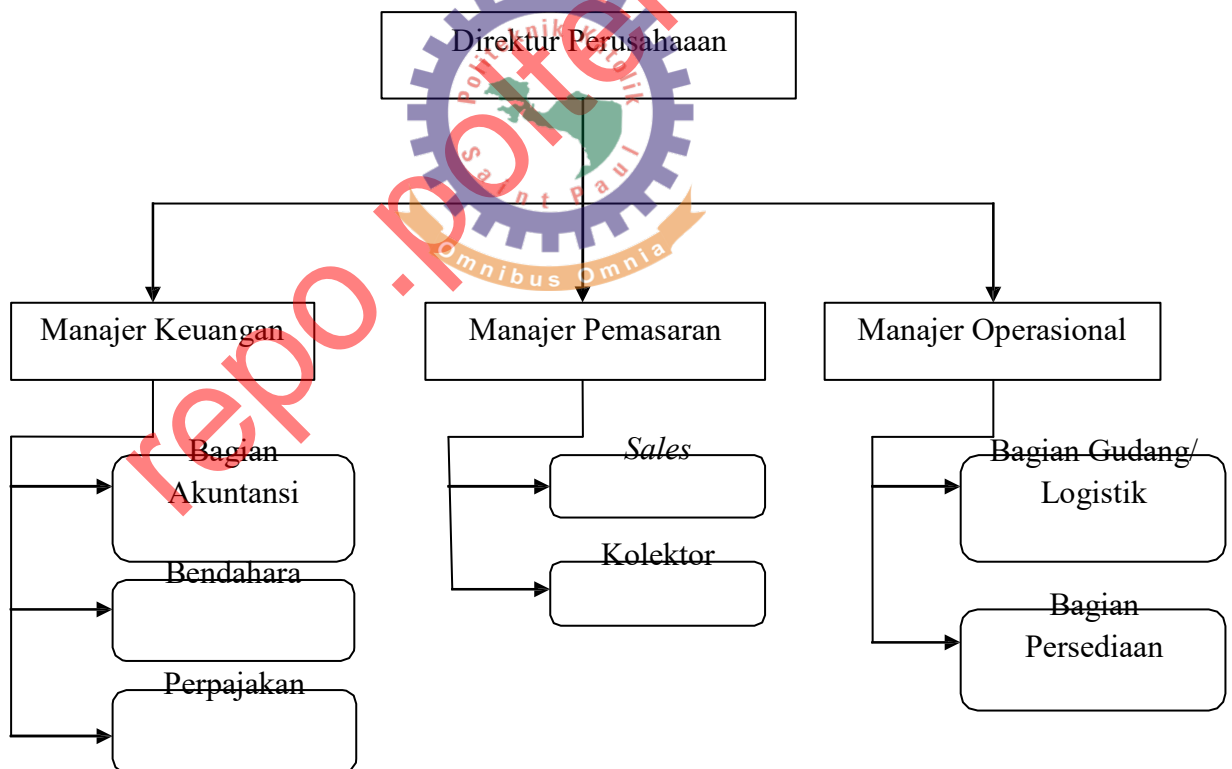 Direktur Perusahaaan
Politeknik Katolik
Saint Paul
Omnibus Omnia
repo.polte
Manajer Keuangan
Manajer Pemasaran
Manajer Operasional
Bagian
Akuntansi
Bendahara
Perpajakan
Sales
Kolektor
Bagian Gudang/
Logistik
Bagian
Persediaan